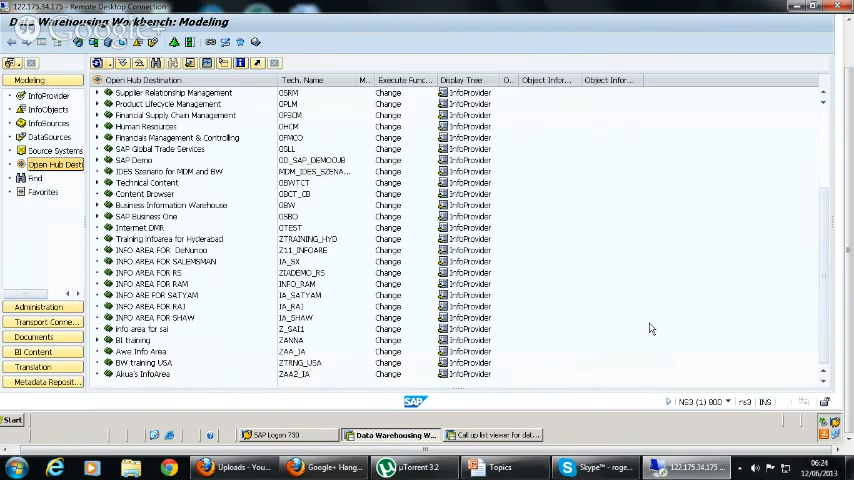 122.175.34.175 - Remote Desktop Connection
Data Warehousing Workbench: Modeling
Google+
Modeling
InfoProvider
InfoObjects
InfoSources
DataSources
Source Systems
Open Hub Desti
Find
Favorites
Administration
Transport Conne...
Documents
BI Content
Translation
Metadata Reposit...
Open Hub Destination Tech. Name M.. Execute Func... Display Tree O.. Object Infor... Object Infor...
Supplier Relationship Management 0SRM Change InfoProvider
Product Lifecycle Management 0PLM Change InfoProvider
Financial Supply Chain Management 0FSCM Change InfoProvider
Human Resources 0HCM Change InfoProvider
Financials Management & Controlling 0FMCO Change InfoProvider
SAP Global Trade Services 0SLL Change InfoProvider
SAP Demo 0D_SAP_DEMOCUB Change InfoProvider
IDES Szenario for MDM and BW MDM_IDES_SZENA... Change InfoProvider
Technical Content 0BWTCT Change InfoProvider
Content Browser 0BCT_CB Change InfoProvider
Business Information Warehouse 0BW Change InfoProvider
SAP Business One 0SBO Change InfoProvider
Internet DMR 0TEST Change InfoProvider
Training Infoarea for Hyderabad ZTRAINING_HYD Change InfoProvider
INFO AREA FOR DeNunoo Z11_INFOARE Change InfoProvider
INFO AREA FOR SALEMSMAN IA_SX Change InfoProvider
INFO AREA FOR RS ZIADEMO_RS Change InfoProvider
INFO AREA FOR RAM INFO_RAM Change InfoProvider
INFO ARE FOR SATYAM IA_SATYAM Change InfoProvider
INFO AREA FOR RAJ IA_RAJ Change InfoProvider
INFO AREA FOR SHAW IA_SHAW Change InfoProvider
info area for sai Z_SAI1 Change InfoProvider
BI training ZANNA Change InfoProvider
Awa Info Area ZAA_IA Change InfoProvider
BW training USA ZTRNG_USA Change InfoProvider
Akua's InfoArea ZAA2_IA Change InfoProvider
SAP
NS3 (1) 800 ns3 INS
Start
SAP Logon 730
Data Warehousing W...
Call up list viewer for dat...
Uploads - You...
Google+ Hang...
µTorrent 3.2
Topics
Skype™ - roge...
122.175.34.175 ...
06:24
12/06/2013